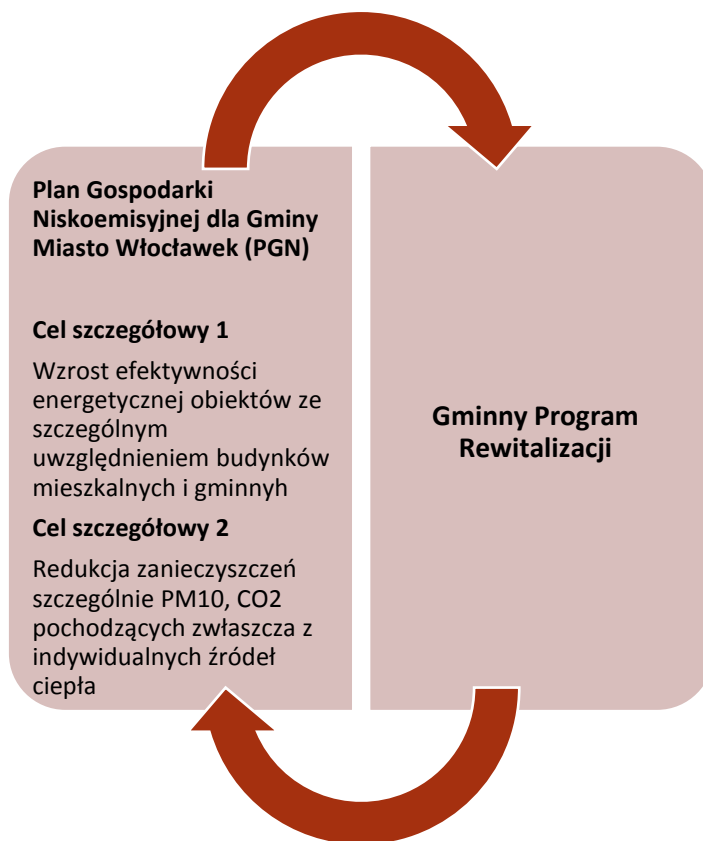 Plan Gospodarki
Niskoemisyjnej dla Gminy
Miasto Włocławek (PGN)
Cel szczegółowy 1
Wzrost efektywności
energetycznej obiektów ze
szczególnym
uwzględnieniem budynków
mieszkalnych i gminnyh
Cel szczegółowy 2
Redukcja zanieczyszczeń
szczególnie PM10, CO2
pochodzących zwłaszcza z
indywidualnych źródeł
ciepła
Gminny Program
Rewitalizacji